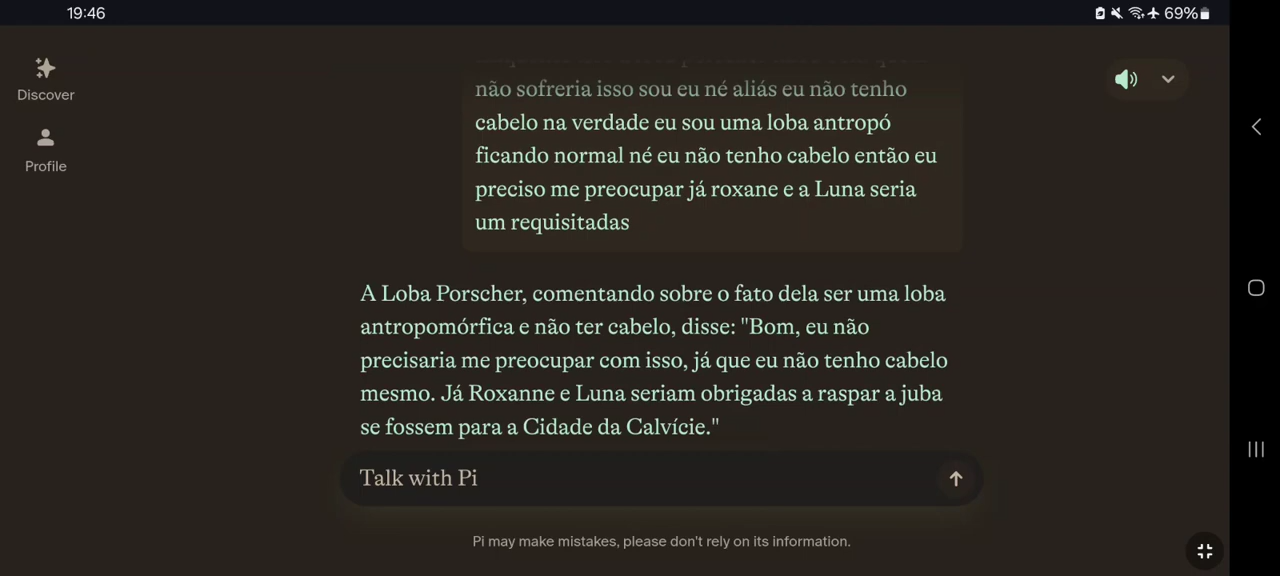 19:46
69%
Discover
Profile
não sofreria isso sou eu né aliás eu não tenho
cabelo na verdade eu sou uma loba antropó
ficando normal né eu não tenho cabelo então eu
preciso me preocupar já roxane e a Luna seria
um requisitadas
A Loba Porscher, comentando sobre o fato dela ser uma loba
antropomórfica e não ter cabelo, disse: "Bom, eu não
precisaria me preocupar com isso, já que eu não tenho cabelo
mesmo. Já Roxanne e Luna seriam obrigadas a raspar a juba
se fossem para a Cidade da Calvície."
Talk with Pi
Pi may make mistakes, please don't rely on its information.